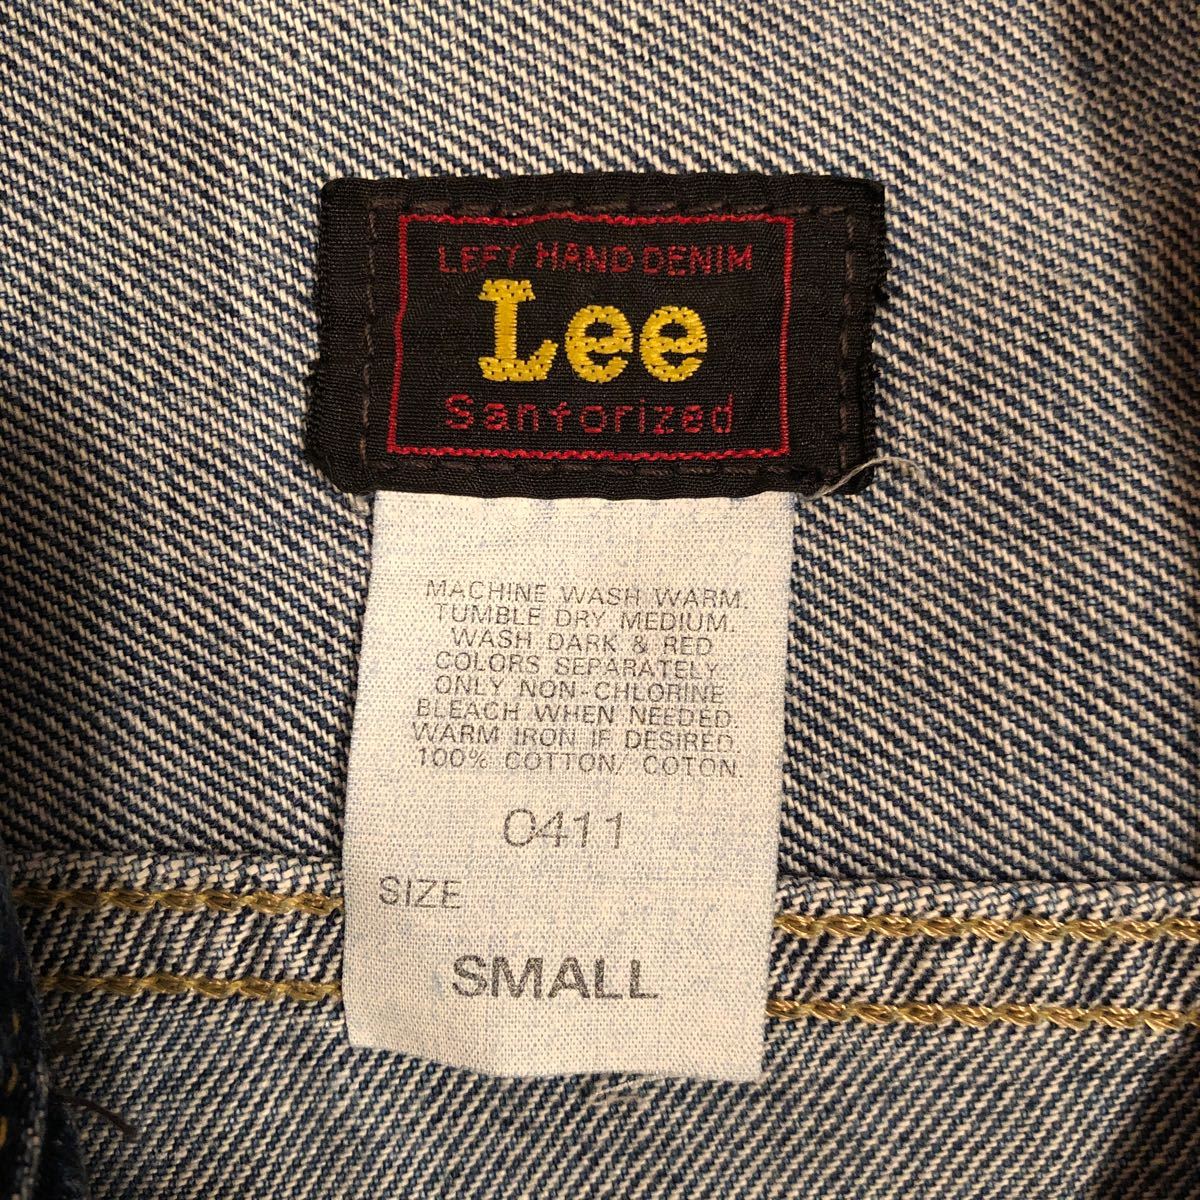 LEFY HAND DENIM
Lee
Sanforized
MACHINE WASH WARM.
TUMBLE DRY MEDIUM.
WASH DARK & RED
COLORS SEPARATELY.
ONLY NON-CHLORINE
BLEACH WHEN NEEDED.
WARM IRON IF DESIRED.
100% COTTON/ COTON.
0411
SIZE
SMALL